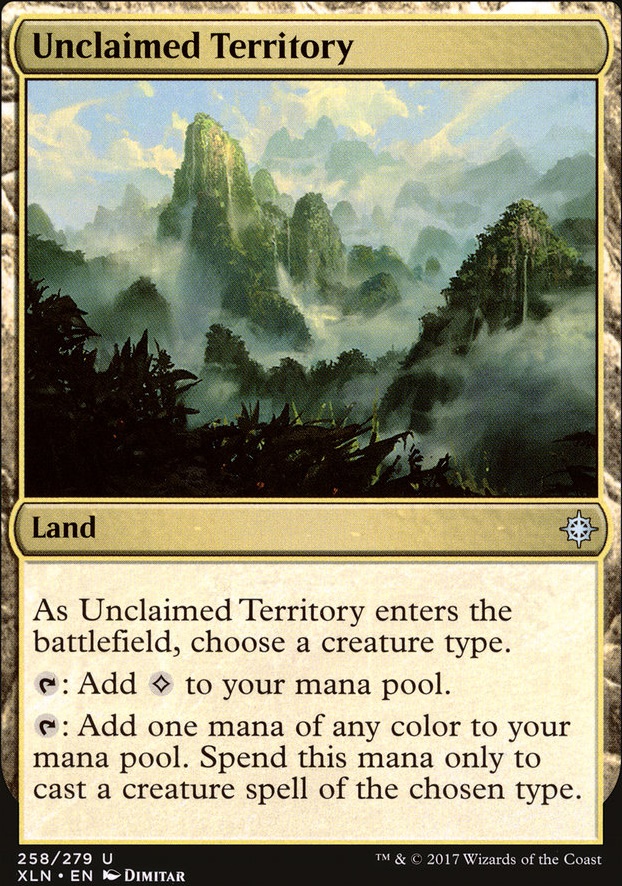 Unclaimed Territory
Land
As Unclaimed Territory enters the
battlefield, choose a creature type.
: Add to your mana pool.
: Add one mana of any color to your
mana pool. Spend this mana only to
cast a creature spell of the chosen type.
258/279 U
XLN • EN DIMITAR
™ & © 2017 Wizards of the Coast